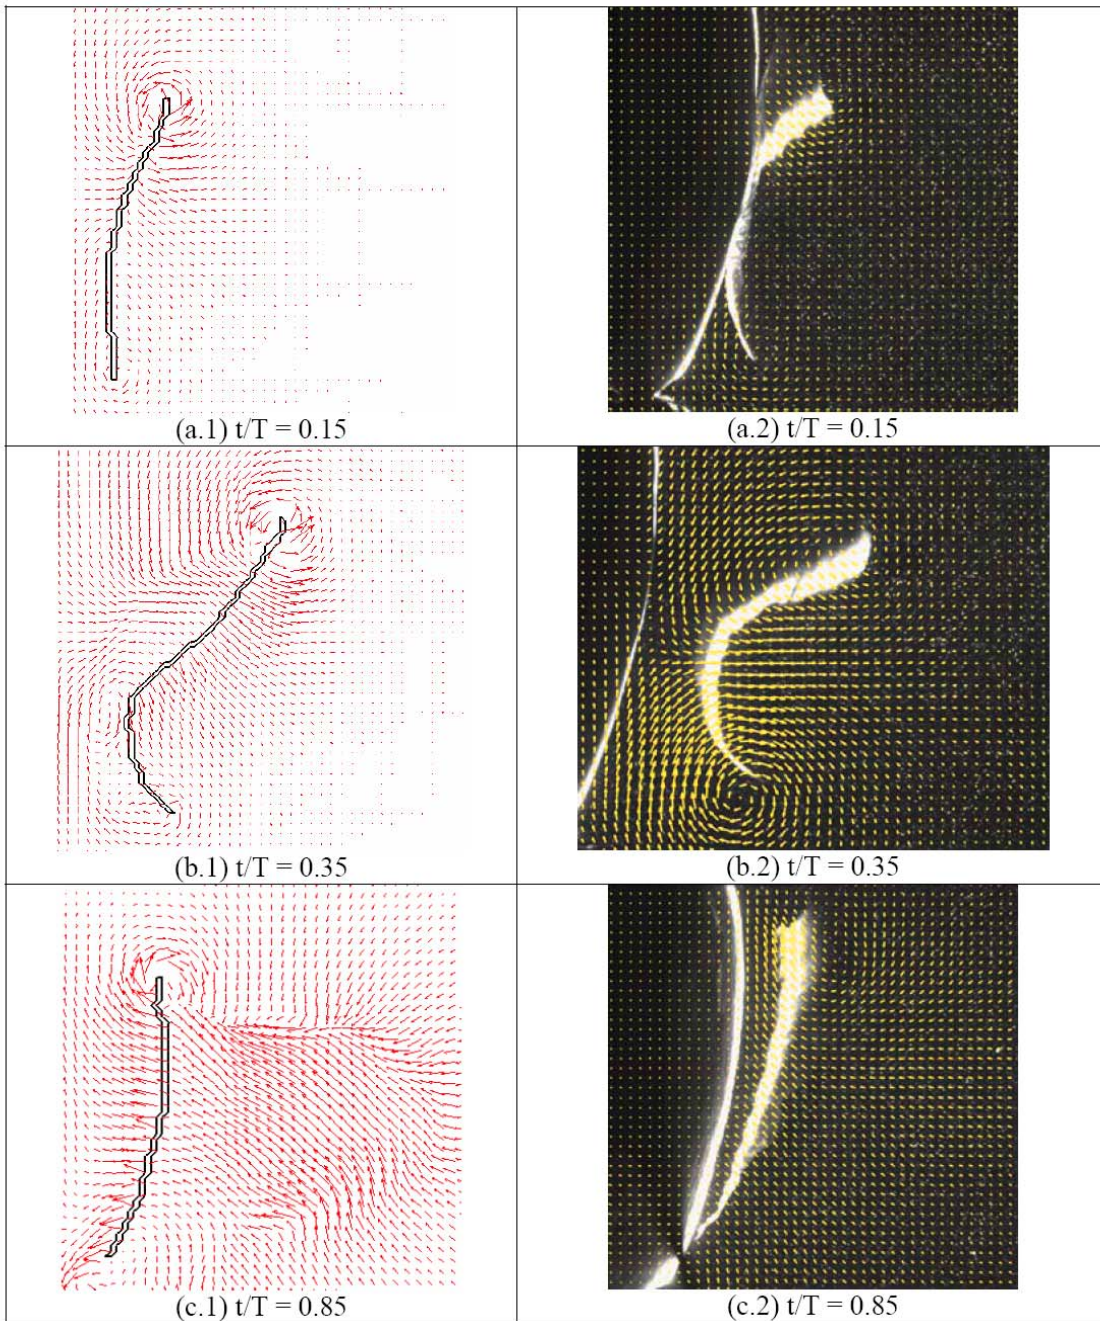 (a.1) t/T = 0.15
(a.2) t/T = 0.15
(b.1) t/T = 0.35
(b.2) t/T = 0.35
(c.1) t/T = 0.85
(c.2) t/T = 0.85